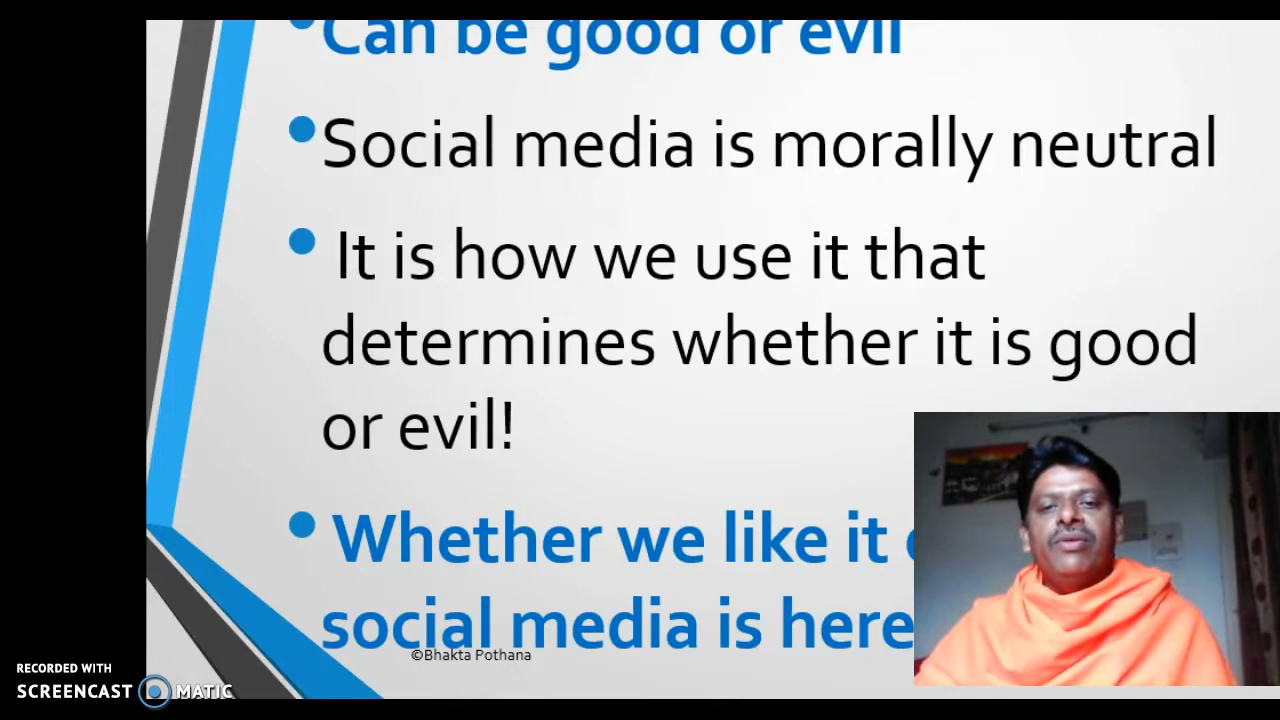 Can be good or evil
Social media is morally neutral
It is how we use it that
determines whether it is good
or evil!
Whether we like it
social media is here
©Bhakta Pothana
RECORDED WITH
SCREENCAST MATIC